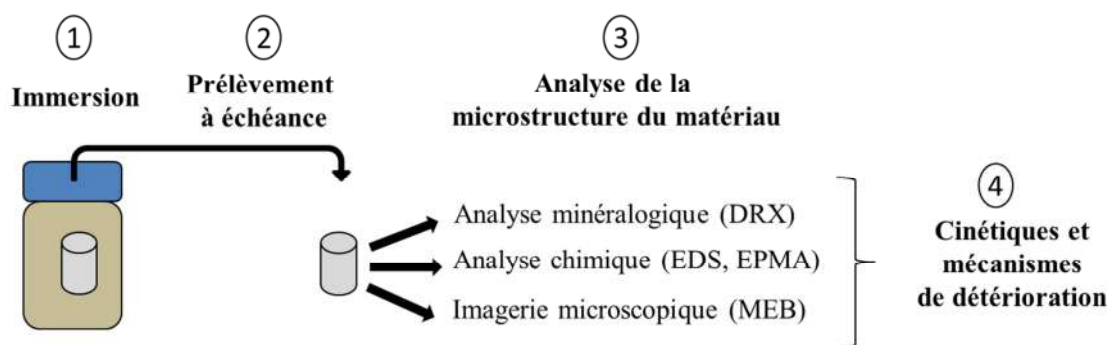 1
Immersion
2
Prélèvement
à échéance
3
Analyse de la
microstructure du matériau
Analyse minéralogique (DRX)
Analyse chimique (EDS, EPMA)
Imagerie microscopique (MEB)
4
Cinétiques et
mécanismes
de détérioration